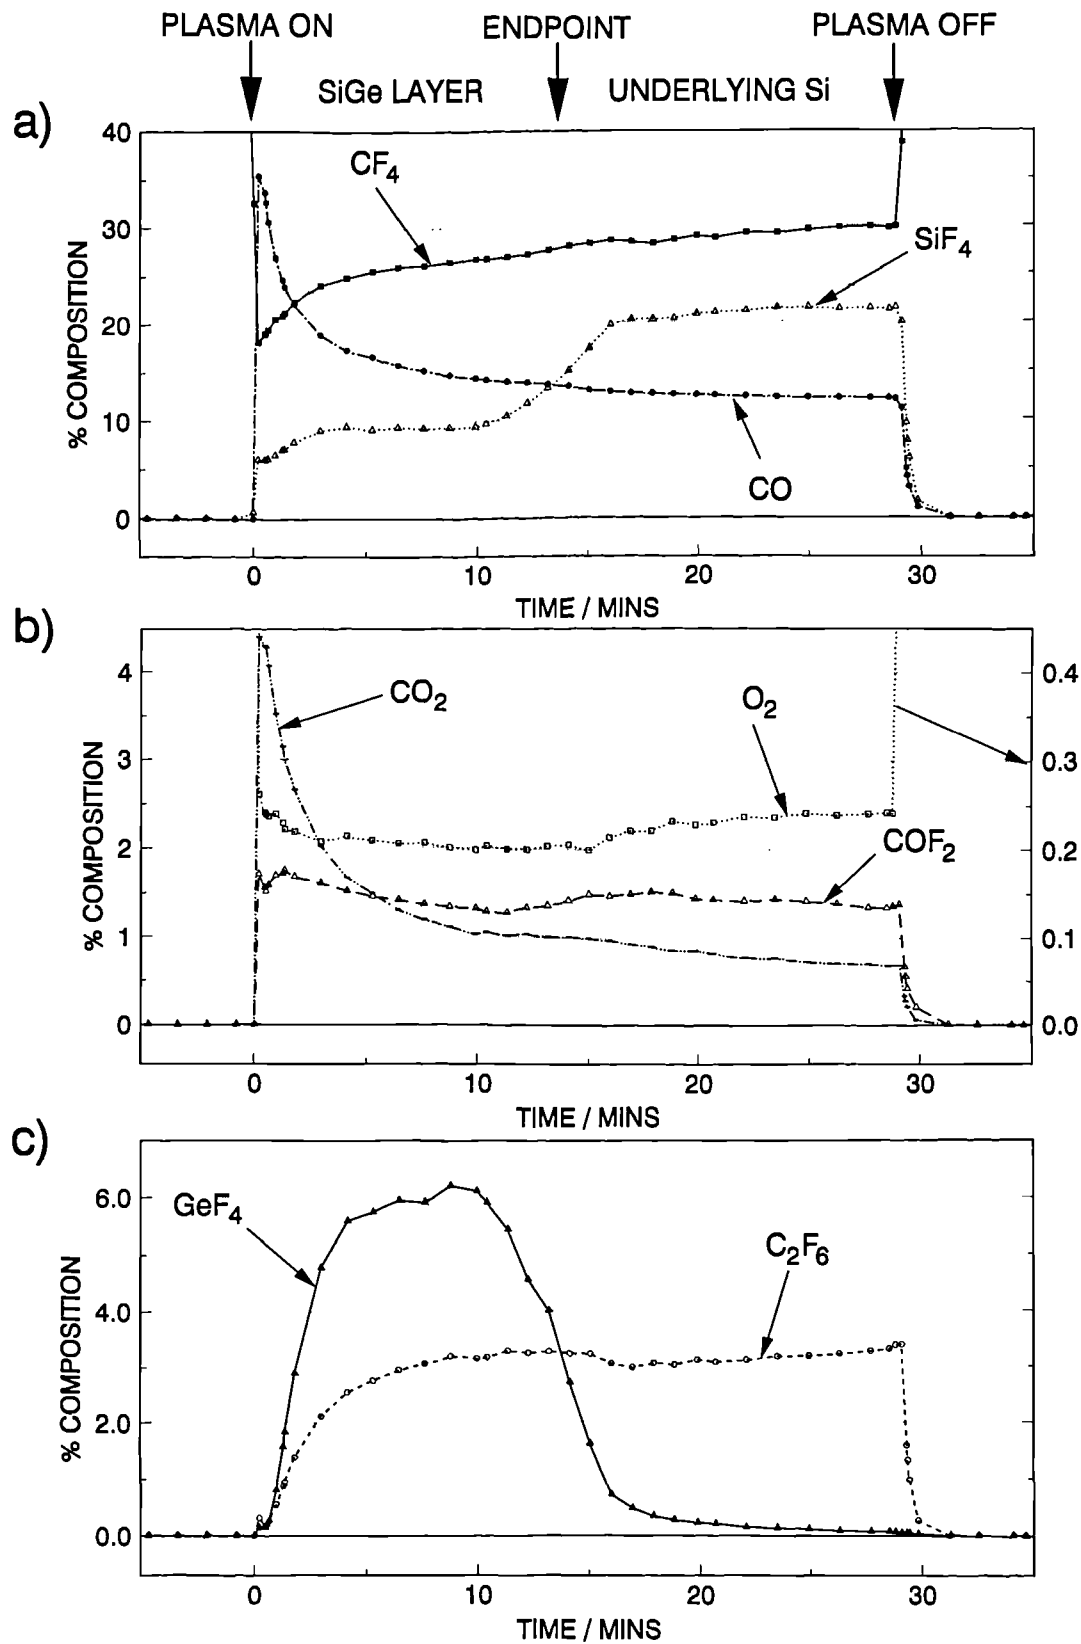 PLASMA ON ENDPOINT PLASMA OFF
SiGe LAYER UNDERLYING Si
a)
40
30
20
10
0
% COMPOSITION
CF4
SiF4
CO
0 10 20 30
TIME / MINS
b)
4
3
2
1
0
% COMPOSITION
CO2
O2
COF2
0.4
0.3
0.2
0.1
0.0
0 10 20 30
TIME / MINS
c)
6.0
4.0
2.0
0.0
% COMPOSITION
GeF4
C2F6
0 10 20 30
TIME / MINS